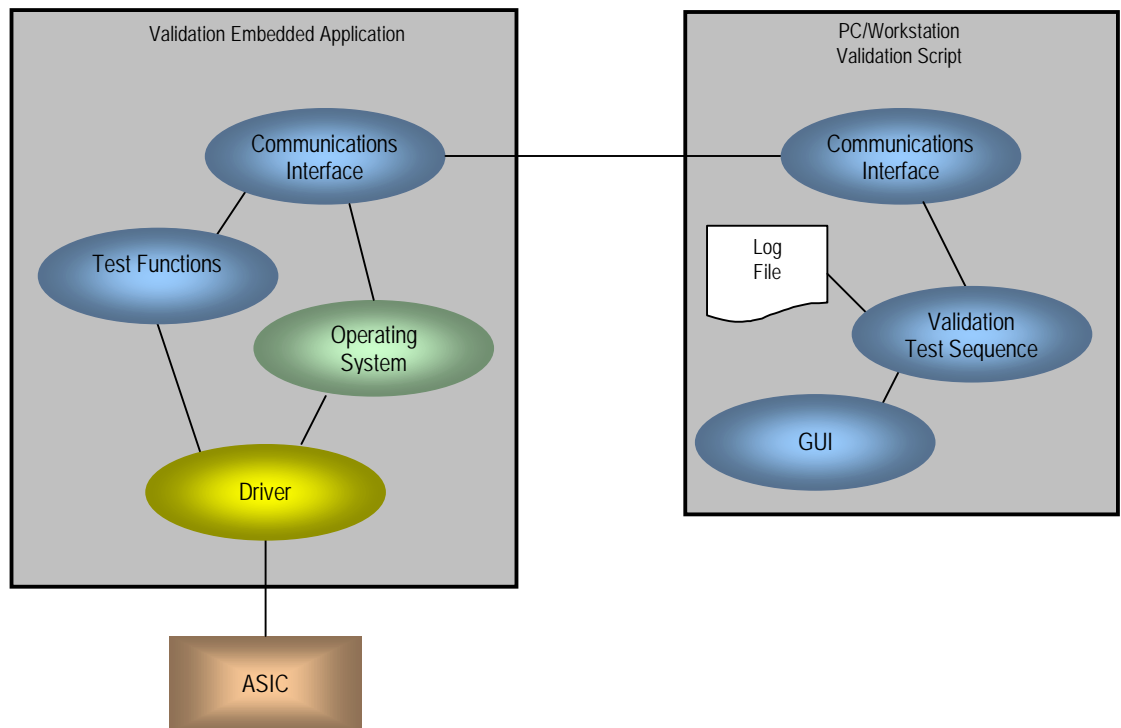 Validation Embedded Application
Communications
Interface
Test Functions
Operating
System
Driver
ASIC
PC/Workstation
Validation Script
Communications
Interface
Log
File
Validation
Test Sequence
GUI